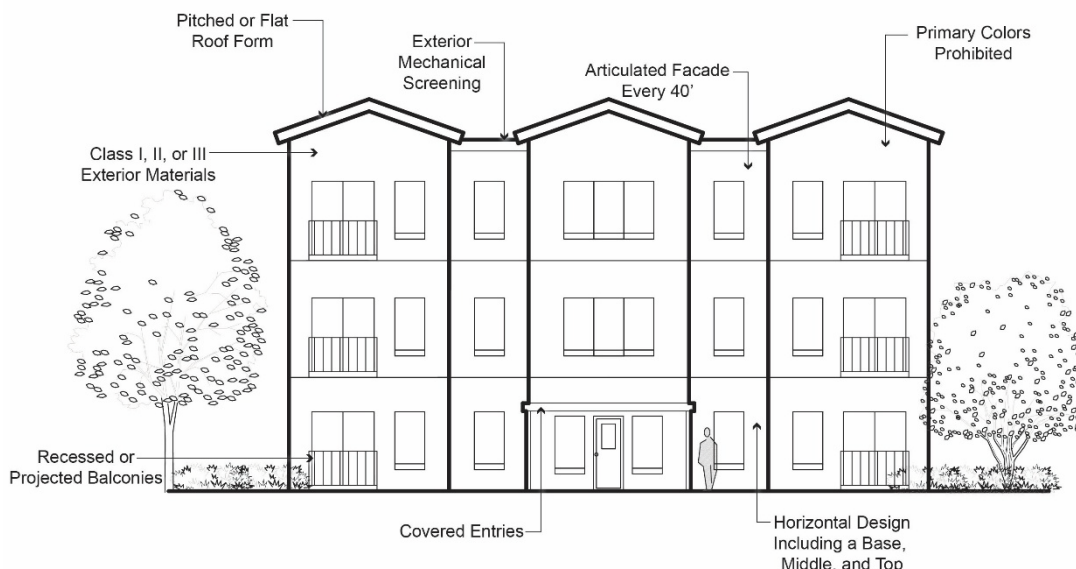 Pitched or Flat
Roof Form
Exterior
Mechanical
Screening
Articulated Facade
Every 40'
Primary Colors
Prohibited
Class I, II, or III
Exterior Materials
Recessed or
Projected Balconies
Covered Entries
Horizontal Design
Including a Base,
Middle, and Top